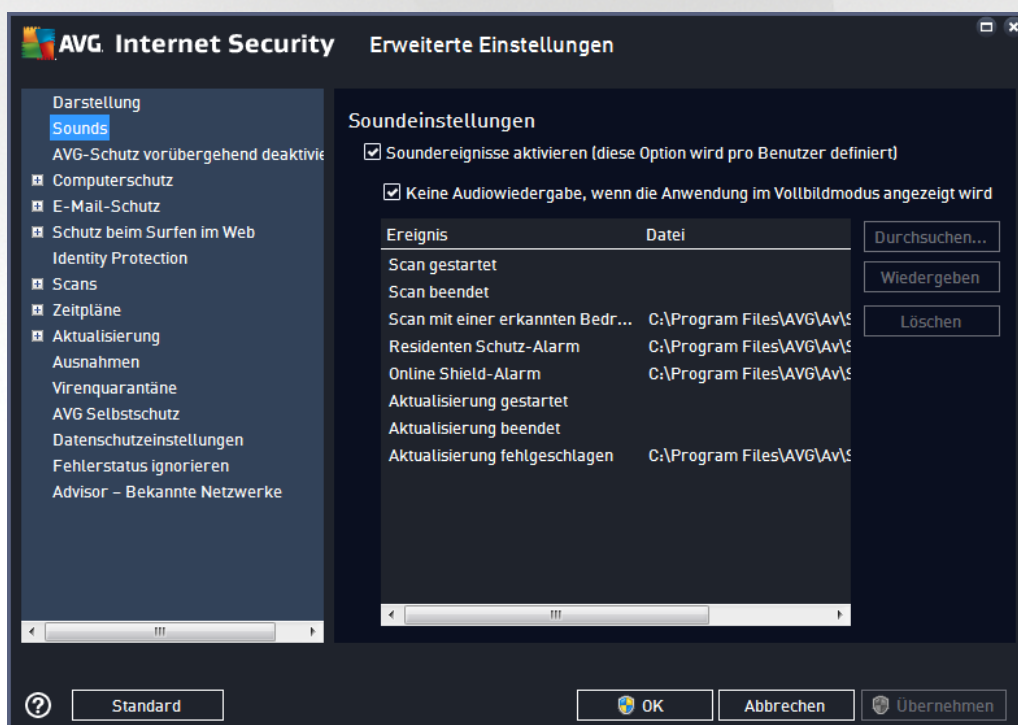 AVG. Internet Security Erweiterte Einstellungen
Darstellung
Sounds
AVG-Schutz vorübergehend deaktivie
Computerschutz
E-Mail-Schutz
Schutz beim Surfen im Web
Identity Protection
Scans
Zeitpläne
Aktualisierung
Ausnahmen
Virenquarantäne
AVG Selbstschutz
Datenschutzeinstellungen
Fehlerstatus ignorieren
Advisor – Bekannte Netzwerke
Soundeinstellungen
Soundereignisse aktivieren (diese Option wird pro Benutzer definiert)
Keine Audiowiedergabe, wenn die Anwendung im Vollbildmodus angezeigt wird
Ereignis Datei
Scan gestartet
Scan beendet
Scan mit einer erkannten Bedr... C:\Program Files\AVG\Av\S
Residenten Schutz-Alarm C:\Program Files\AVG\Av\S
Online Shield-Alarm C:\Program Files\AVG\Av\S
Aktualisierung gestartet
Aktualisierung beendet
Aktualisierung fehlgeschlagen C:\Program Files\AVG\Av\S
Durchsuchen...
Wiedergeben
Löschen
? Standard OK Abbrechen Übernehmen